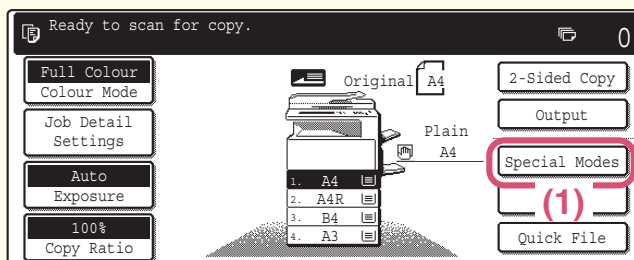 Ready to scan for copy.
0
Full Colour
Colour Mode
Job Detail
Settings
Auto
Exposure
100%
Copy Ratio
Original A4
Plain
A4
1. A4
2. A4R
3. B4
4. A3
2-Sided Copy
Output
Special Modes
(1)
Quick File